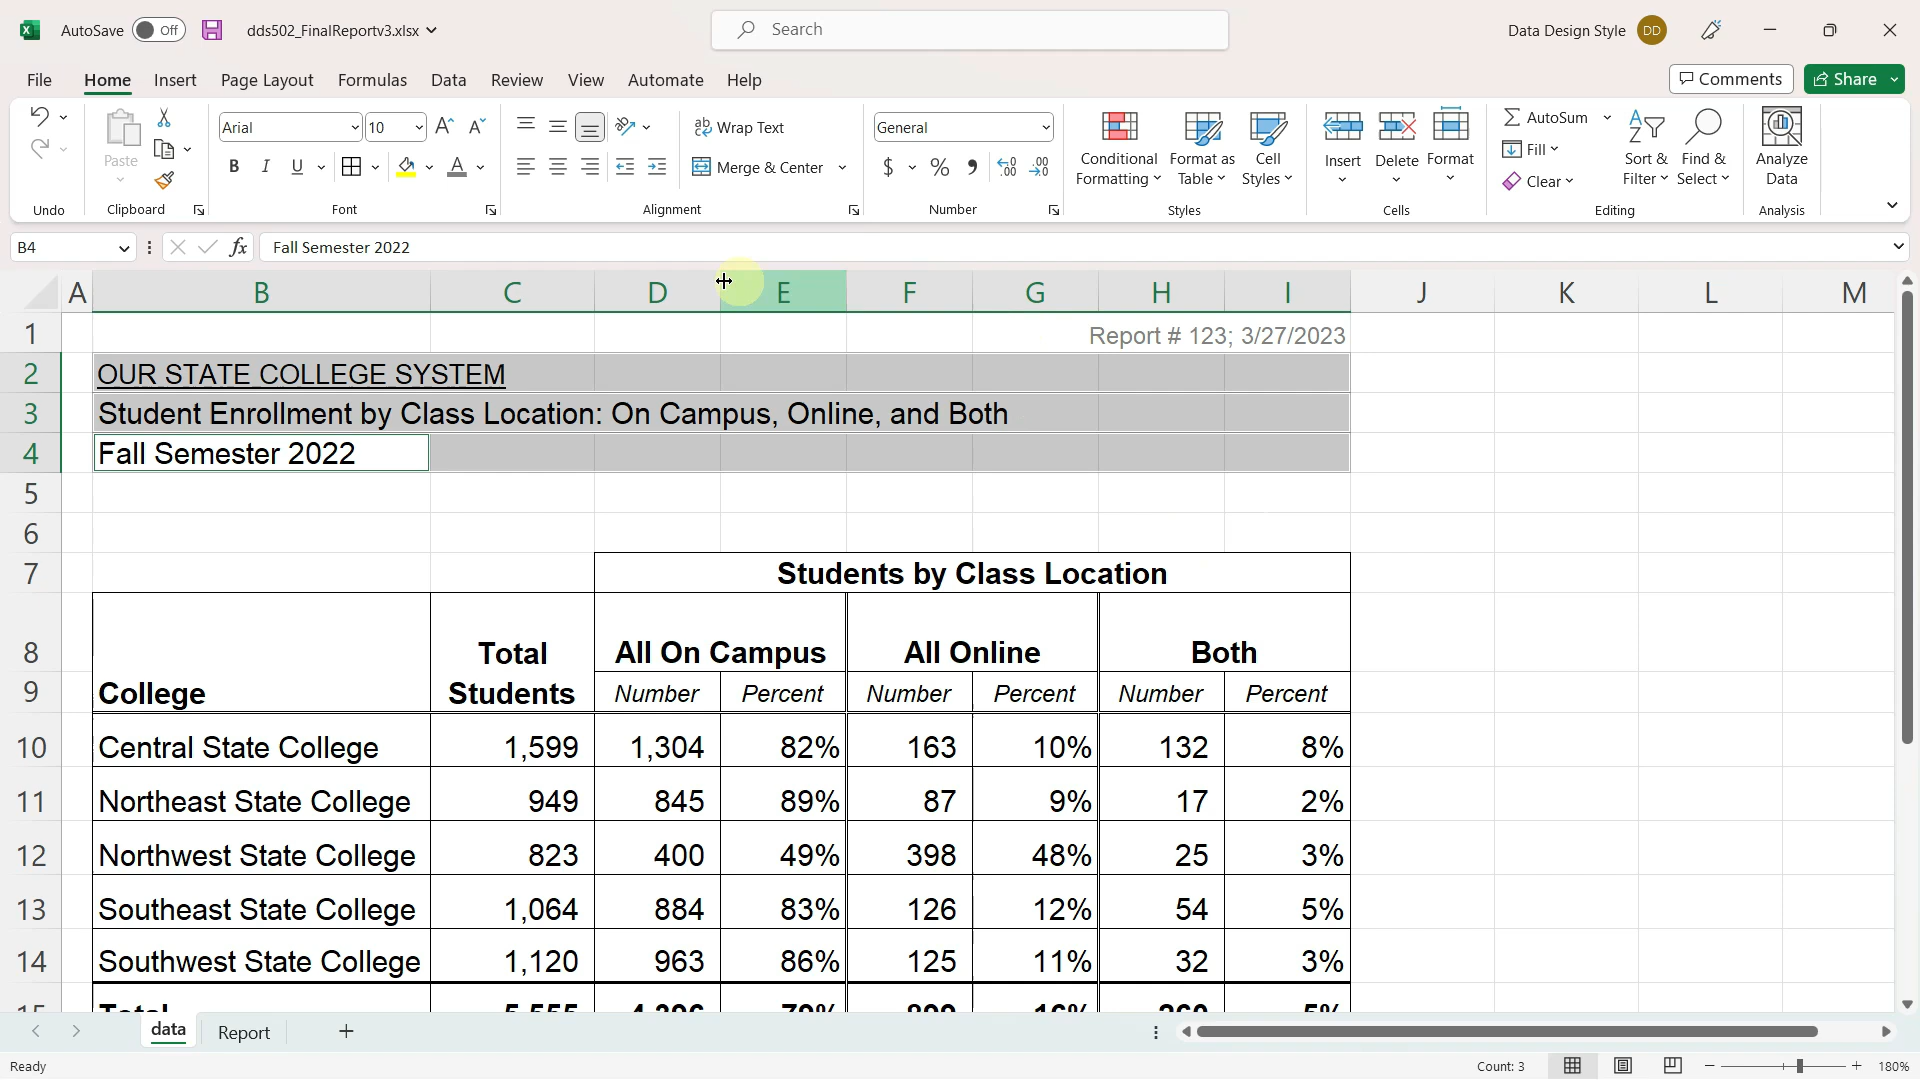 AutoSave Off dds502_FinalReportv3.xlsx Search Data Design Style DD
File Home Insert Page Layout Formulas Data Review View Automate Help Comments Share
Arial 10 Wrap Text General AutoSum
Paste B I U Merge & Center $ % Conditional Formatting Format as Table Cell Styles Insert Delete Format Fill Clear Sort & Filter Find & Select Analyze Data
Undo Clipboard Font Alignment Number Styles Cells Editing Analysis
B4 fx Fall Semester 2022
A B C D E F G H I J K L M
1 Report # 123; 3/27/2023
2 OUR STATE COLLEGE SYSTEM
3 Student Enrollment by Class Location: On Campus, Online, and Both
4 Fall Semester 2022
5
6
7 Students by Class Location
8 Total All On Campus All Online Both
9 College Students Number Percent Number Percent Number Percent
10 Central State College 1,599 1,304 82% 163 10% 132 8%
11 Northeast State College 949 845 89% 87 9% 17 2%
12 Northwest State College 823 400 49% 398 48% 25 3%
13 Southeast State College 1,064 884 83% 126 12% 54 5%
14 Southwest State College 1,120 963 86% 125 11% 32 3%
15 Total
data Report
Ready Count: 3 180%